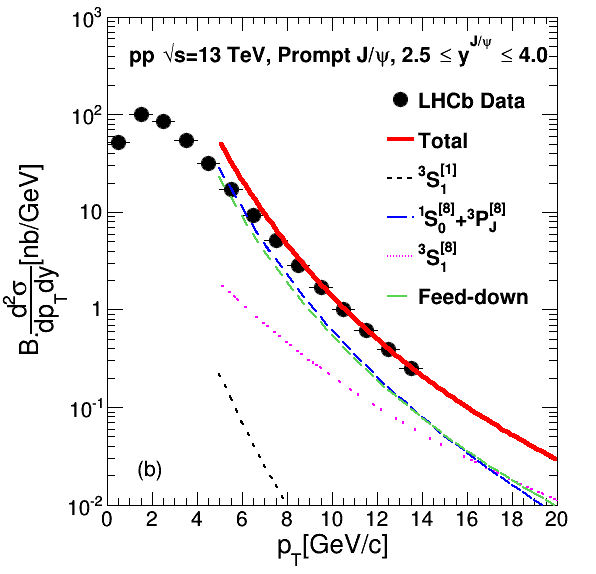 pp √s=13 TeV, Prompt J/ψ, 2.5 ≤ y^{J/ψ} ≤ 4.0
LHCb Data
Total
³S₁^{[1]}
¹S₀^{[8]}+³P_J^{[8]}
³S₁^{[8]}
Feed-down
B.d²σ/dp_Tdy[nb/GeV]
10³
10²
10
1
10⁻¹
10⁻²
(b)
0 2 4 6 8 10 12 14 16 18 20
p_T[GeV/c]